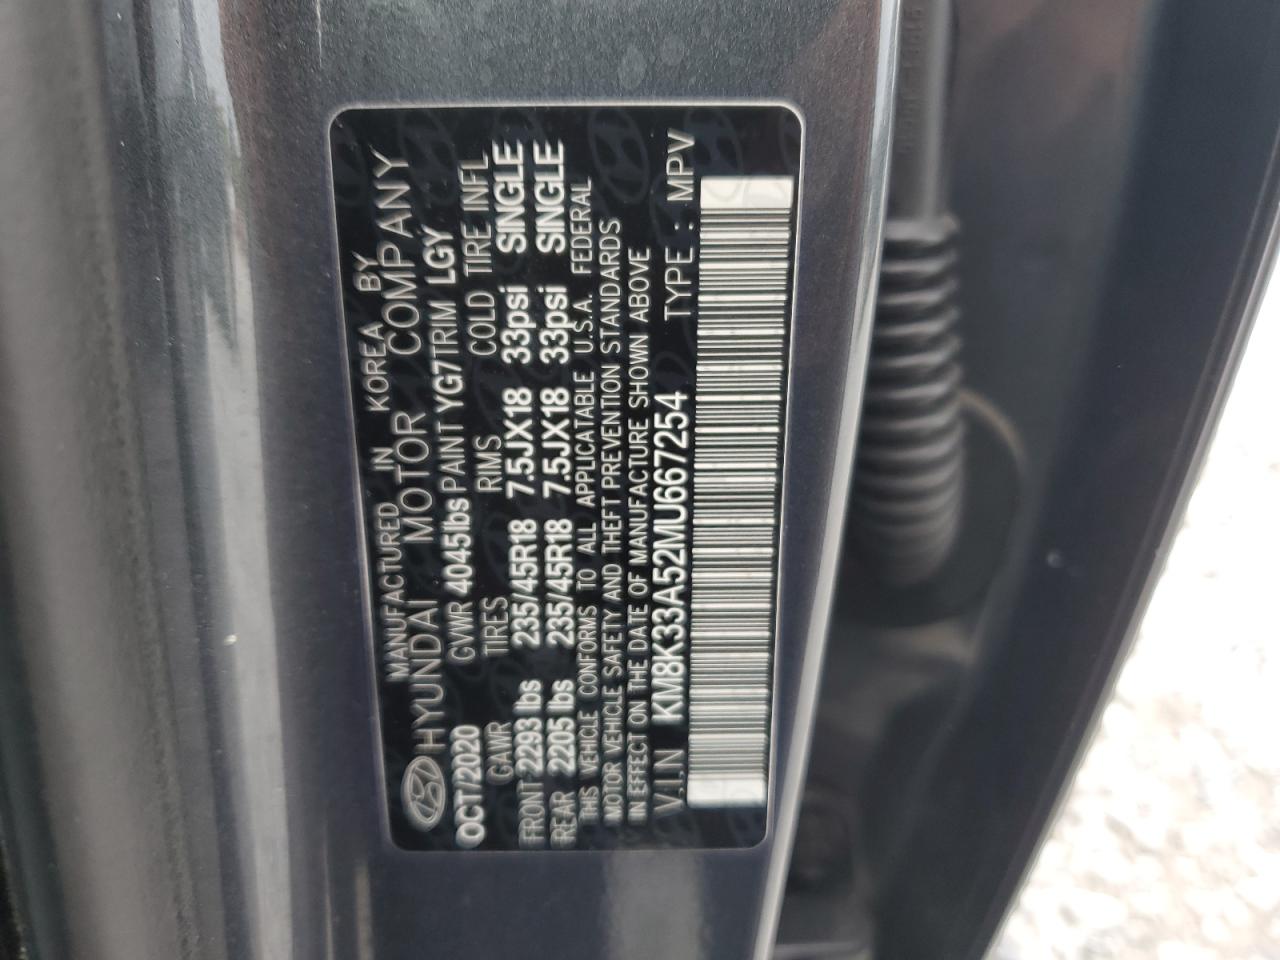 MANUFACTURED IN KOREA BY
HYUNDAI MOTOR COMPANY
OCT/2020 GVWR 4045lbs PAINT YG7 TRIM LGY
GAWR TIRES RIMS COLD TIRE INFL
FRONT 2293 lbs 235/45R18 7.5JX18 33psi SINGLE
REAR 2205 lbs 235/45R18 7.5JX18 33psi SINGLE
THIS VEHICLE CONFORMS TO ALL APPLICATABLE U.S.A. FEDERAL
MOTOR VEHICLE SAFETY AND THEFT PREVENTION STANDARDS
IN EFFECT ON THE DATE OF MANUFACTURE SHOWN ABOVE
V.I.N KM8K33A52MU667254 TYPE : MPV